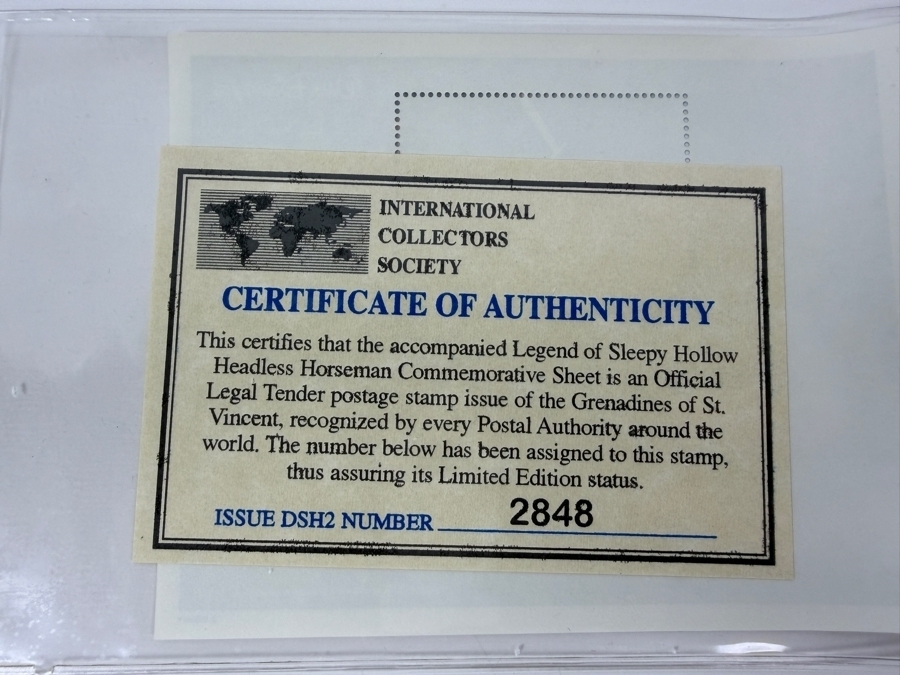 INTERNATIONAL
COLLECTORS
SOCIETY
CERTIFICATE OF AUTHENTICITY
This certifies that the accompanied Legend of Sleepy Hollow
Headless Horseman Commemorative Sheet is an Official
Legal Tender postage stamp issue of the Grenadines of St.
Vincent, recognized by every Postal Authority around the
world. The number below has been assigned to this stamp,
thus assuring its Limited Edition status.
ISSUE DSH2 NUMBER 2848